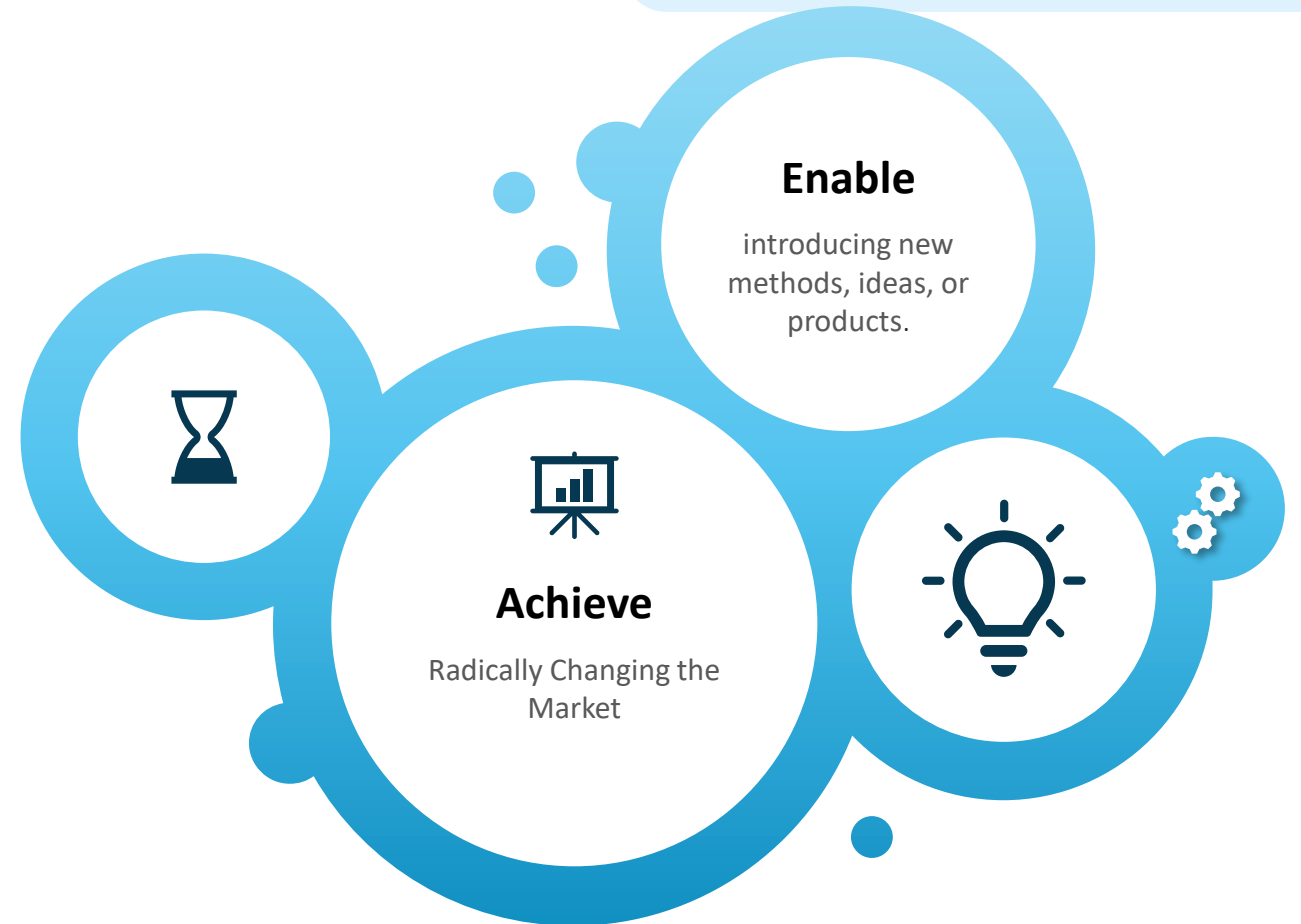 Enable
introducing new
methods, ideas, or
products.
Achieve
Radically Changing the
Market